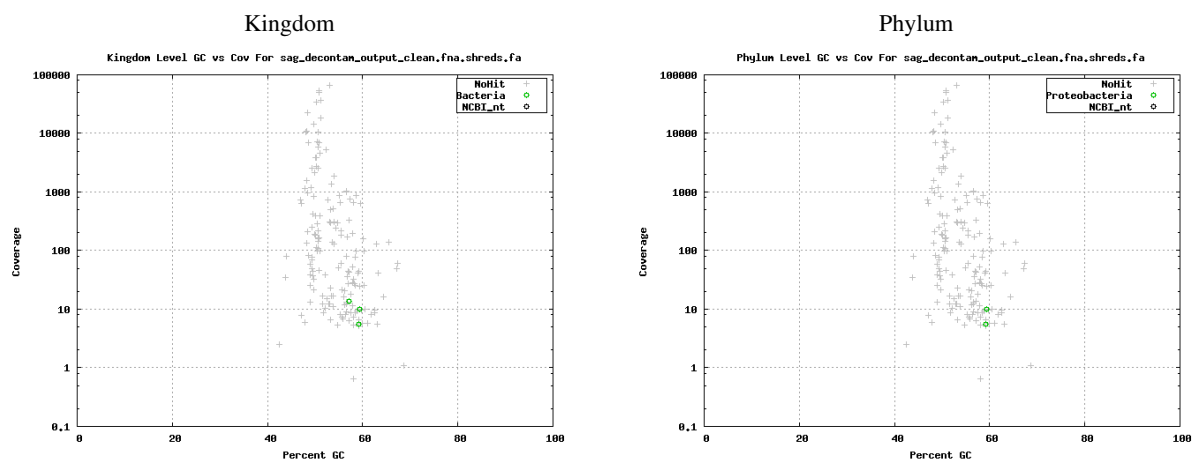 Kingdom
Kingdom Level GC vs Cov For sag_decontam_output_clean.fna.shreds.fa
100000
10000
1000
100
10
1
0.1
Coverage
NoHit
Bacteria
NCBI_nt
0 20 40 60 80 100
Percent GC
Phylum
Phylum Level GC vs Cov For sag_decontam_output_clean.fna.shreds.fa
100000
10000
1000
100
10
1
0.1
Coverage
NoHit
Proteobacteria
NCBI_nt
0 20 40 60 80 100
Percent GC